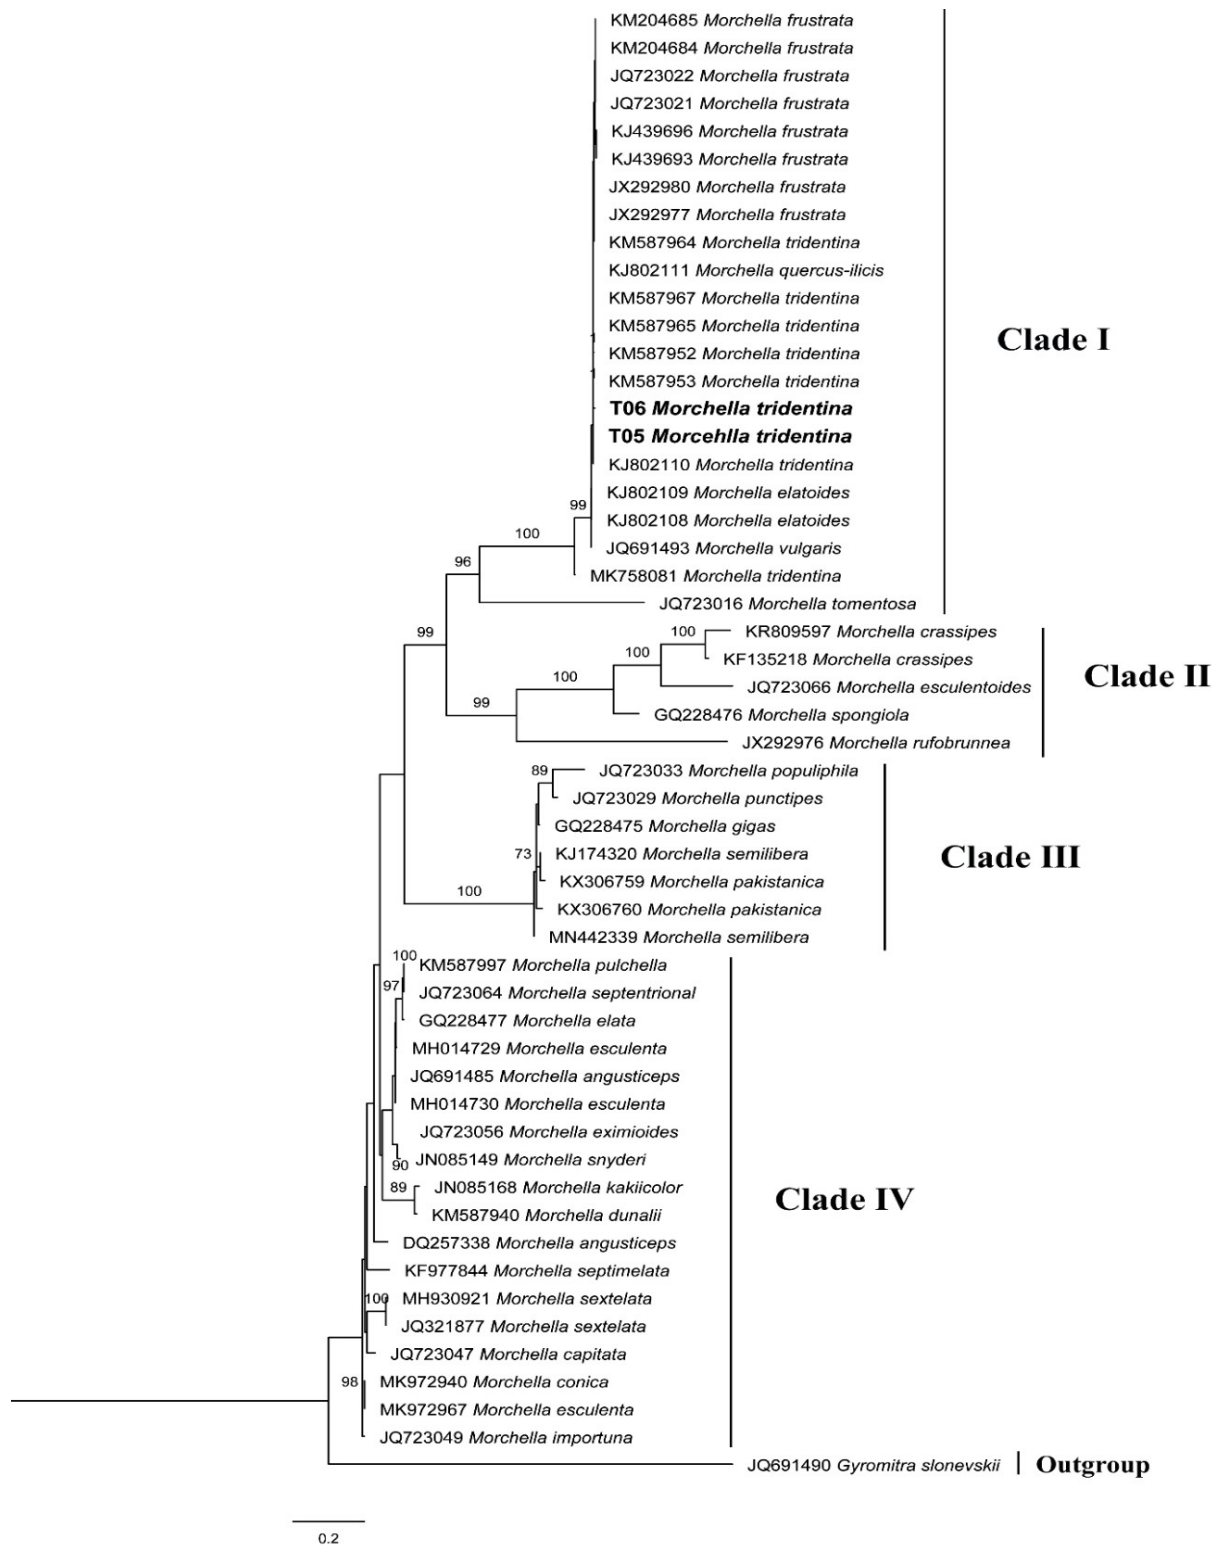 KM204685 Morchella frustrata
KM204684 Morchella frustrata
JQ723022 Morchella frustrata
JQ723021 Morchella frustrata
KJ439696 Morchella frustrata
KJ439693 Morchella frustrata
JX292980 Morchella frustrata
JX292977 Morchella frustrata
KM587964 Morchella tridentina
KJ802111 Morchella quercus-ilicis
KM587967 Morchella tridentina
KM587965 Morchella tridentina
Clade I
KM587952 Morchella tridentina
KM587953 Morchella tridentina
T06 Morchella tridentina
T05 Morcehlla tridentina
KJ802110 Morchella tridentina
KJ802109 Morchella elatoides
99
KJ802108 Morchella elatoides
100
JQ691493 Morchella vulgaris
96
MK758081 Morchella tridentina
JQ723016 Morchella tomentosa
99
100
KR809597 Morchella crassipes
100
KF135218 Morchella crassipes
Clade II
100
JQ723066 Morchella esculentoides
99
GQ228476 Morchella spongiola
JX292976 Morchella rufobrunnea
89
JQ723033 Morchella populiphila
JQ723029 Morchella punctipes
GQ228475 Morchella gigas
73
KJ174320 Morchella semilibera
Clade III
KX306759 Morchella pakistanica
100
KX306760 Morchella pakistanica
MN442339 Morchella semilibera
100
KM587997 Morchella pulchella
97
JQ723064 Morchella septentrional
GQ228477 Morchella elata
MH014729 Morchella esculenta
JQ691485 Morchella angusticeps
MH014730 Morchella esculenta
JQ723056 Morchella eximioides
90
JN085149 Morchella snyderi
89
JN085168 Morchella kakiicolor
Clade IV
KM587940 Morchella dunalii
DQ257338 Morchella angusticeps
KF977844 Morchella septimelata
100
MH930921 Morchella sextelata
JQ321877 Morchella sextelata
JQ723047 Morchella capitata
98
MK972940 Morchella conica
MK972967 Morchella esculenta
JQ723049 Morchella importuna
JQ691490 Gyromitra slonevskii
Outgroup
0.2